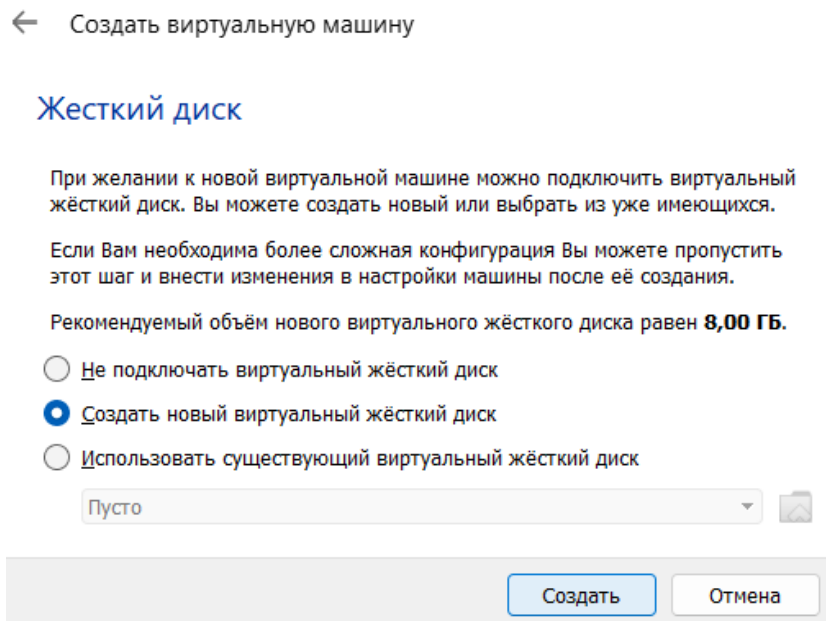 Создать виртуальную машину
Жесткий диск
При желании к новой виртуальной машине можно подключить виртуальный
жёсткий диск. Вы можете создать новый или выбрать из уже имеющихся.
Если Вам необходима более сложная конфигурация Вы можете пропустить
этот шаг и внести изменения в настройки машины после её создания.
Рекомендуемый объём нового виртуального жёсткого диска равен 8,00 ГБ.
Не подключать виртуальный жёсткий диск
Создать новый виртуальный жёсткий диск
Использовать существующий виртуальный жёсткий диск
Пусто
Создать Отмена